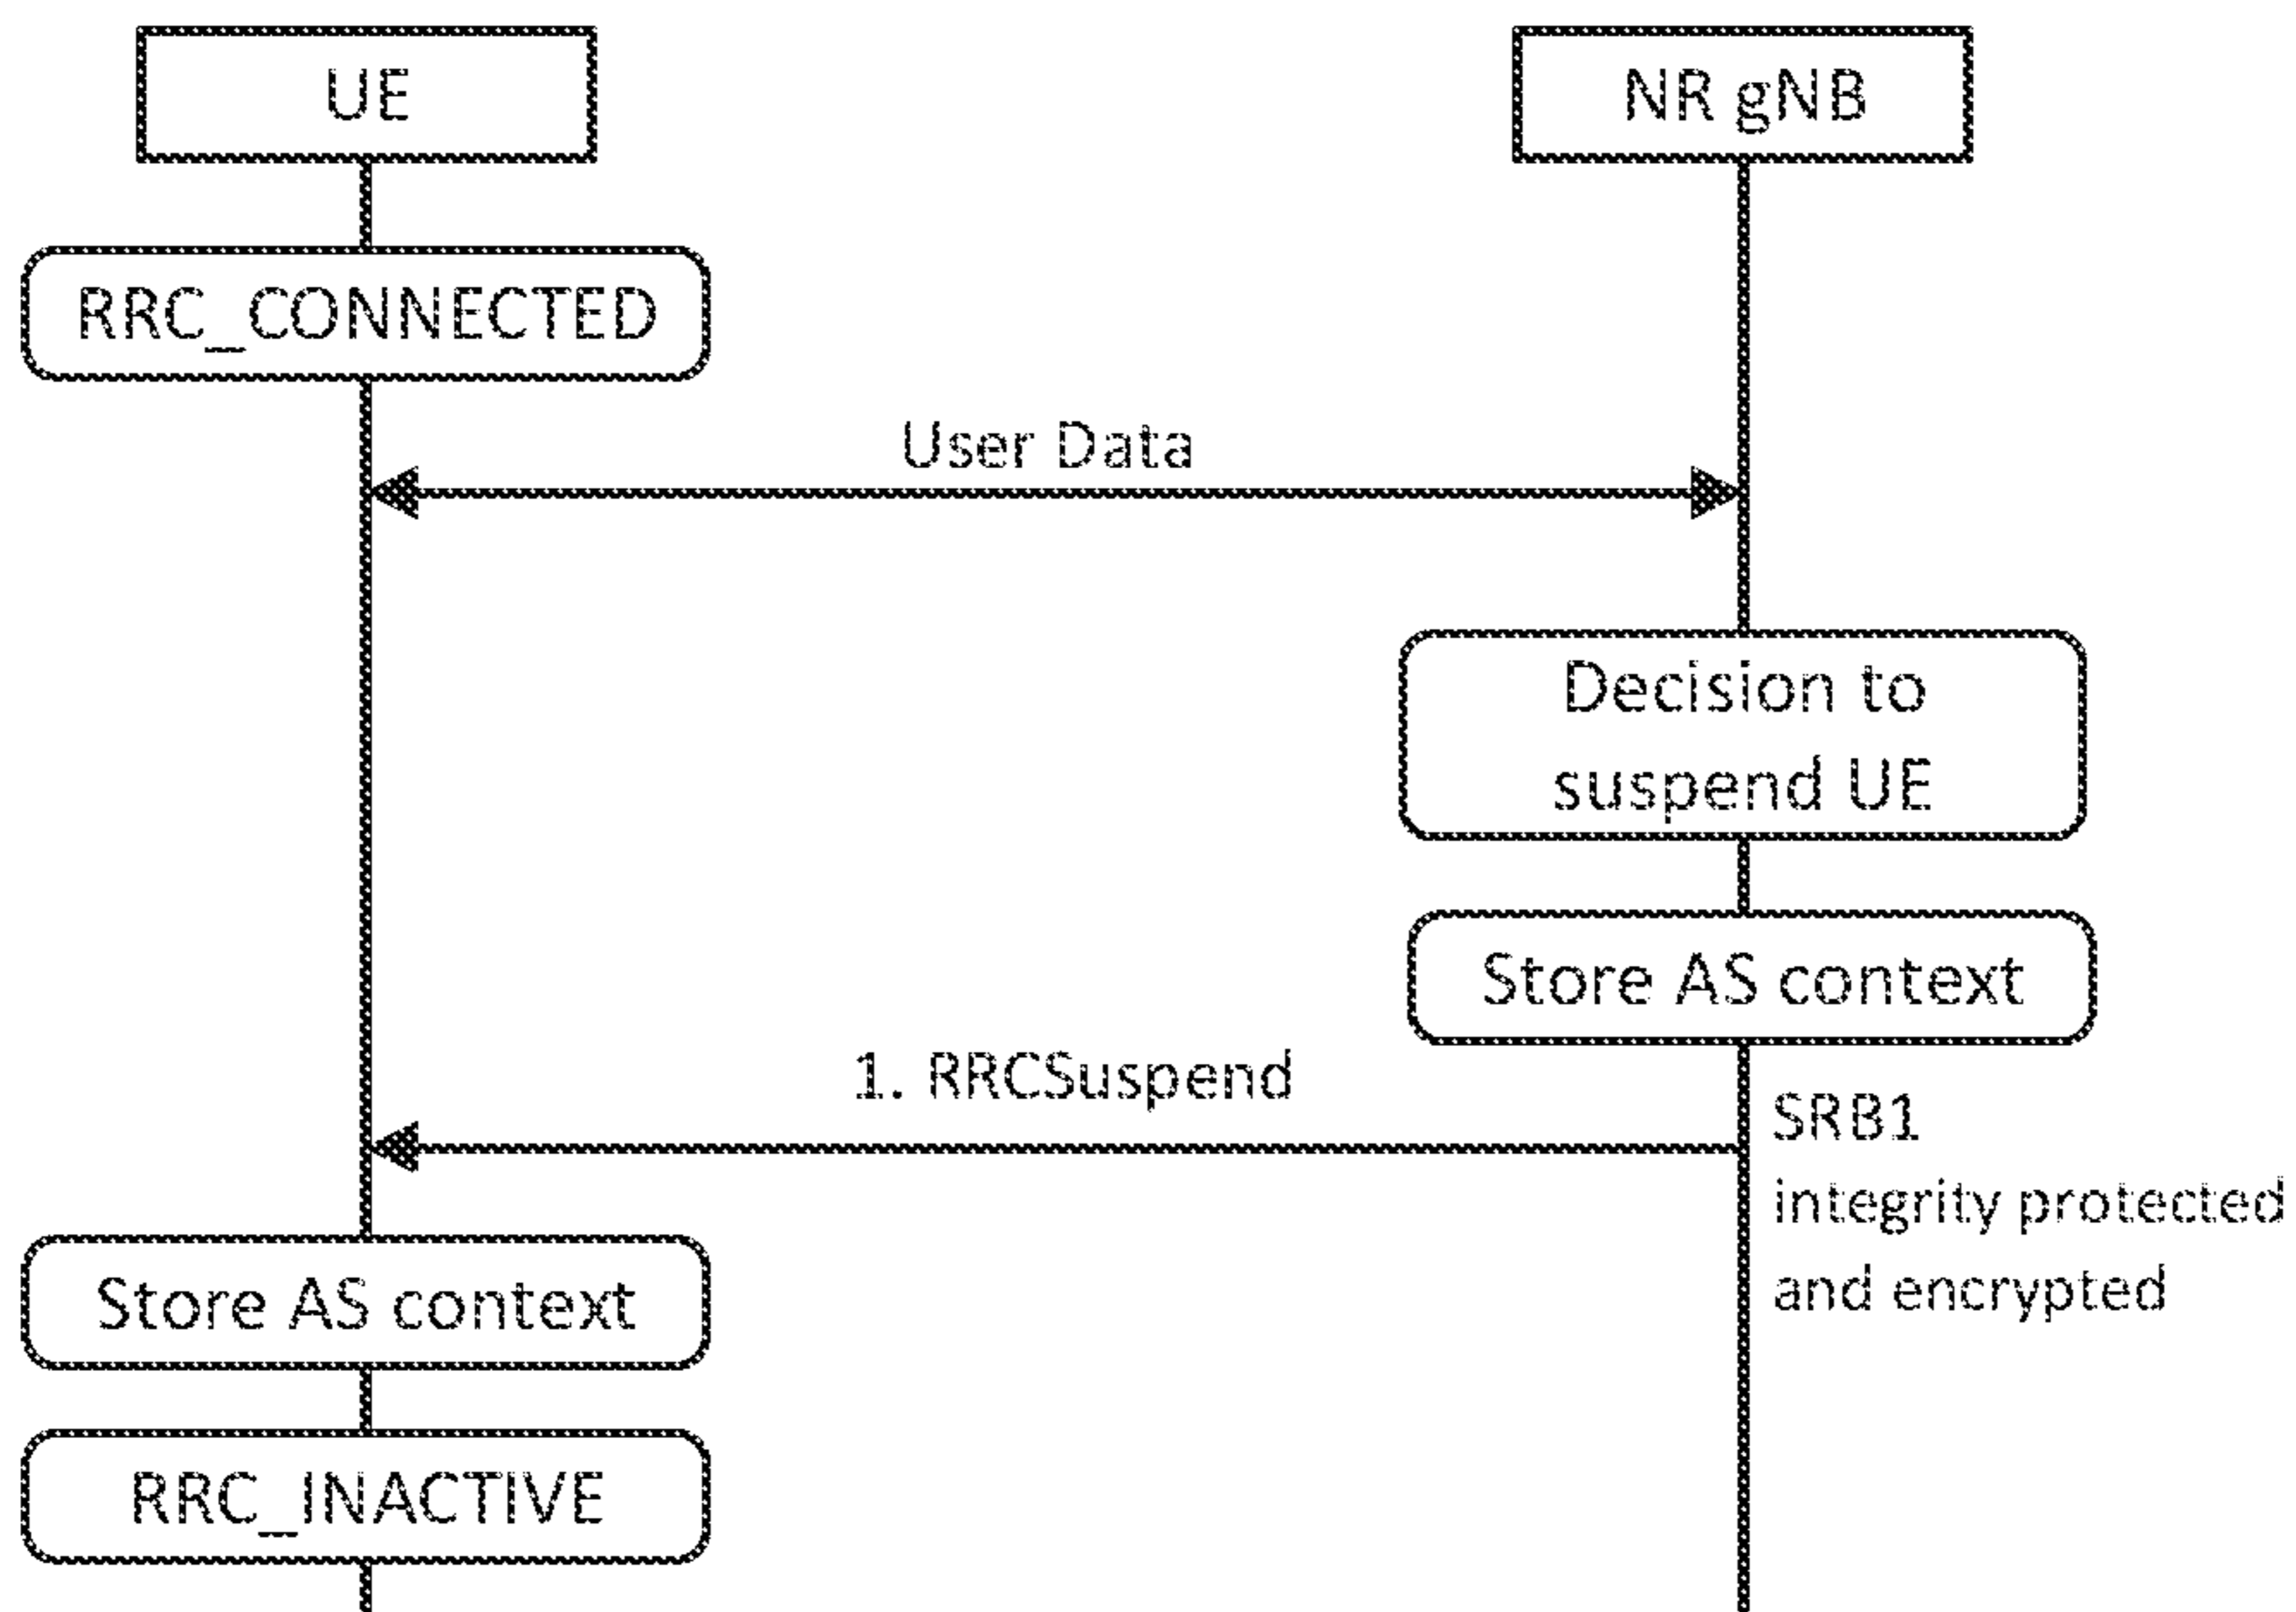 UE
NR gNB
RRC_CONNECTED
User Data
Decision to
suspend UE
Store AS context
1. RRCSuspend
SRB1
integrity protected
and encrypted
Store AS context
RRC_INACTIVE